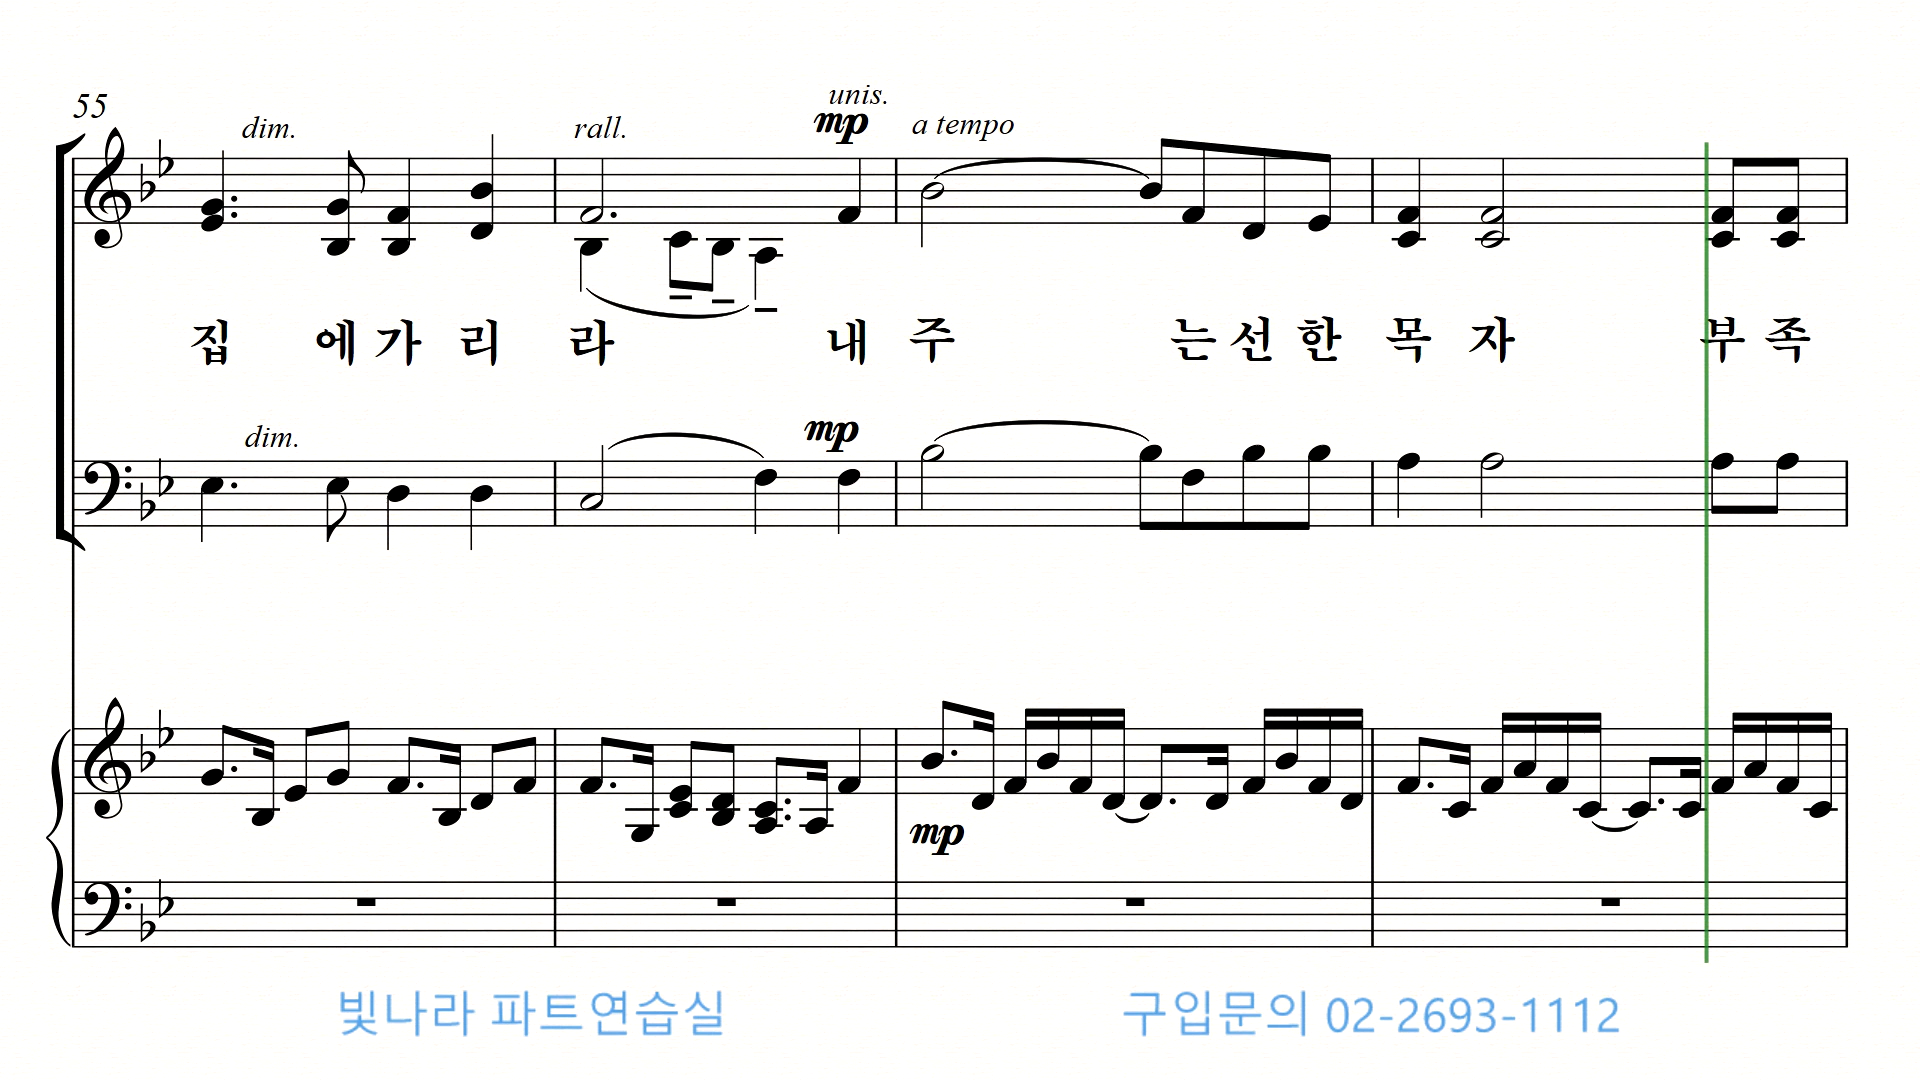 55
dim.
rall.
unis.
mp
a tempo
집 에 가 리 라 내 주 는 선 한 목 자 부 족
dim.
mp
mp
빛나라 파트연습실 구입문의 02-2693-1112